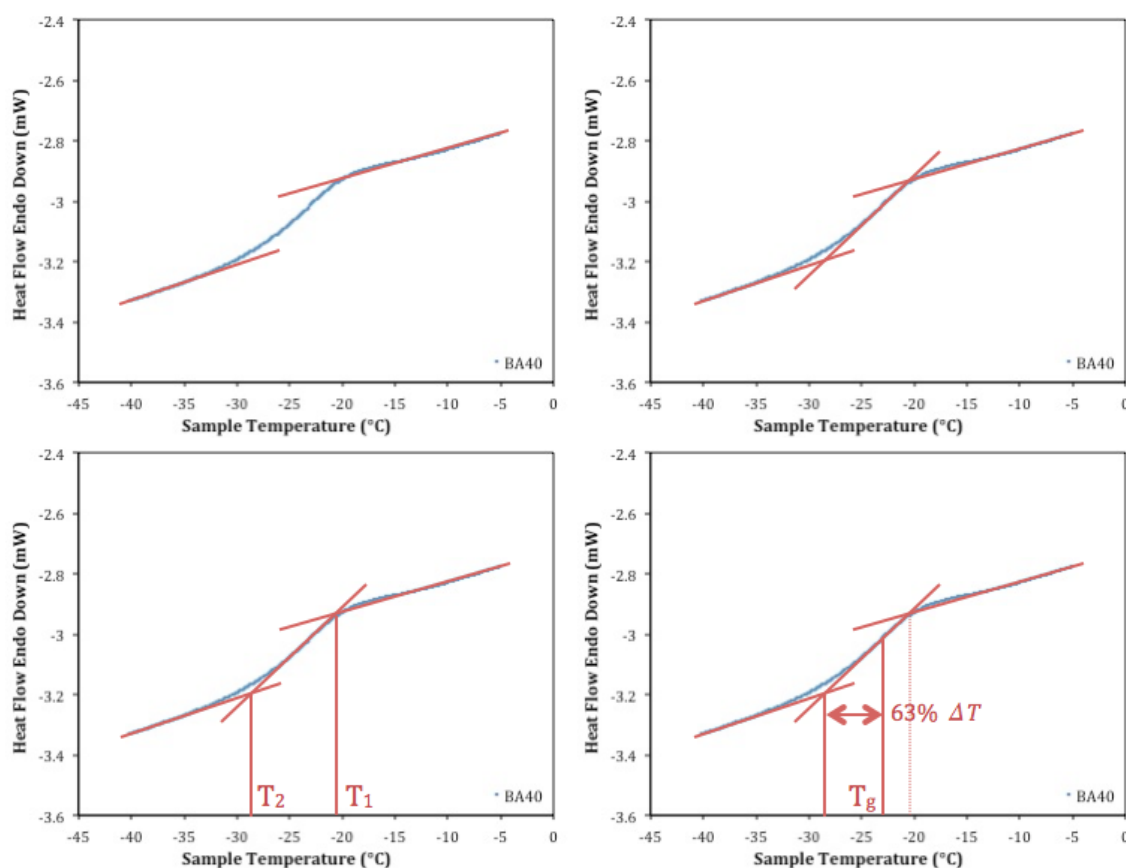 -2.4
-2.6
-2.8
-3
-3.2
-3.4
-3.6
Heat Flow Endo Down (mW)
BA40
-45 -40 -35 -30 -25 -20 -15 -10 -5 0
Sample Temperature (°C)
-2.4
-2.6
-2.8
-3
-3.2
-3.4
-3.6
Heat Flow Endo Down (mW)
BA40
-45 -40 -35 -30 -25 -20 -15 -10 -5 0
Sample Temperature (°C)
-2.4
-2.6
-2.8
-3
-3.2
-3.4
-3.6
Heat Flow Endo Down (mW)
T₂ T₁
BA40
-45 -40 -35 -30 -25 -20 -15 -10 -5 0
Sample Temperature (°C)
-2.4
-2.6
-2.8
-3
-3.2
-3.4
-3.6
Heat Flow Endo Down (mW)
63% ΔT
Tg
BA40
-45 -40 -35 -30 -25 -20 -15 -10 -5 0
Sample Temperature (°C)